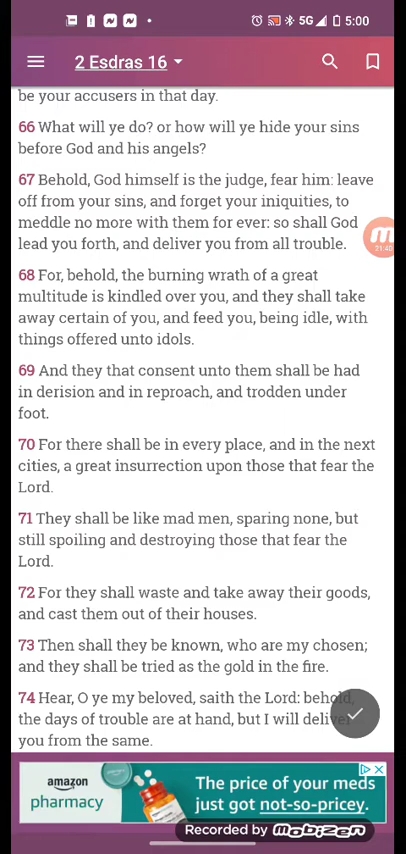 5G 5:00
2 Esdras 16
be your accusers in that day.
66 What will ye do? or how will ye hide your sins
before God and his angels?
67 Behold, God himself is the judge, fear him: leave
off from your sins, and forget your iniquities, to
meddle no more with them for ever: so shall God
lead you forth, and deliver you from all trouble.
m
21:40
68 For, behold, the burning wrath of a great
multitude is kindled over you, and they shall take
away certain of you, and feed you, being idle, with
things offered unto idols.
69 And they that consent unto them shall be had
in derision and in reproach, and trodden under
foot.
70 For there shall be in every place, and in the next
cities, a great insurrection upon those that fear the
Lord.
71 They shall be like mad men, sparing none, but
still spoiling and destroying those that fear the
Lord.
72 For they shall waste and take away their goods,
and cast them out of their houses.
73 Then shall they be known, who are my chosen;
and they shall be tried as the gold in the fire.
74 Hear, O ye my beloved, saith the Lord: behold,
the days of trouble are at hand, but I will deliver
you from the same.
amazon
pharmacy
The price of your meds
just got not-so-pricey.
Recorded by mobizen